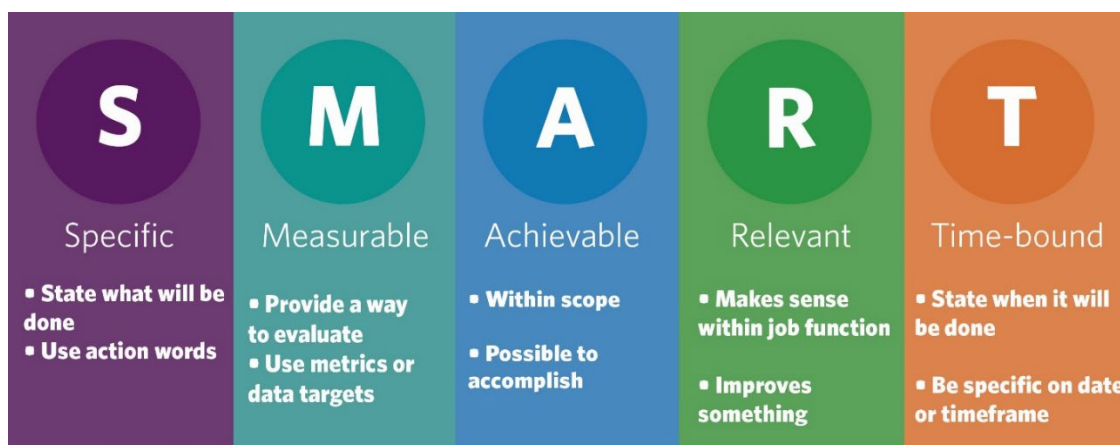 S
Specific
▪ State what will be
done
▪ Use action words
M
Measurable
▪ Provide a way
to evaluate
▪ Use metrics or
data targets
A
Achievable
▪ Within scope
▪ Possible to
accomplish
R
Relevant
▪ Makes sense
within job function
▪ Improves
something
T
Time-bound
▪ State when it will
be done
▪ Be specific on date
or timeframe